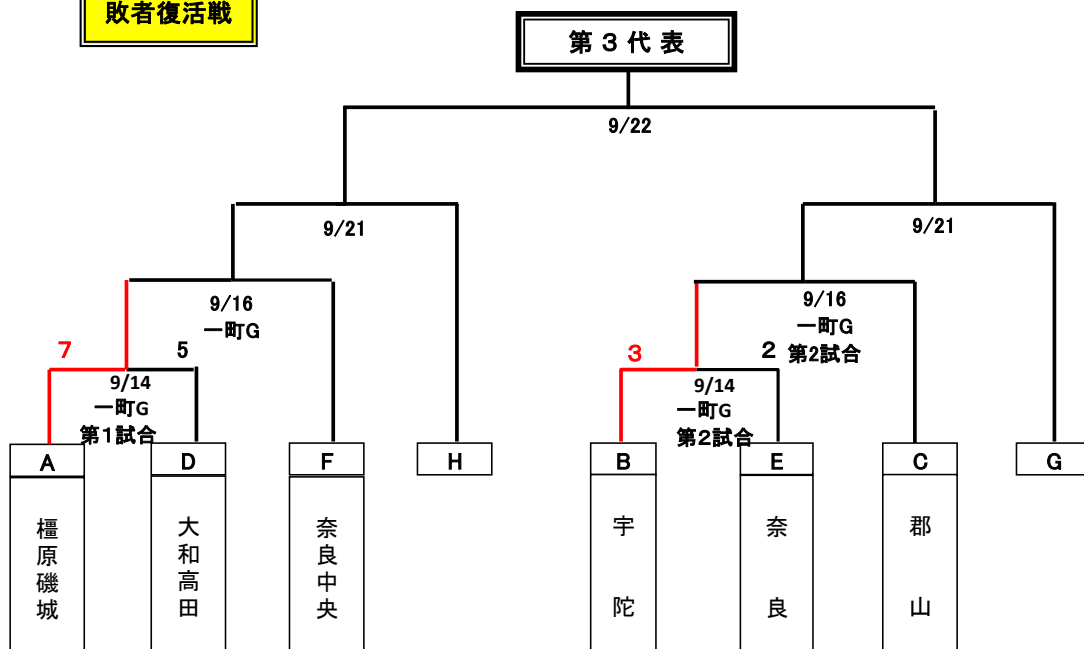 敗者復活戦
第３代表
9/22
9/21
9/21
9/16
一町G
9/16
一町G
第2試合
7
5
3
2
9/14
一町G
第1試合
9/14
一町G
第2試合
A
D
F
H
B
E
C
G
橿原磯城
大和高田
奈良中央
宇陀
奈良
郡山